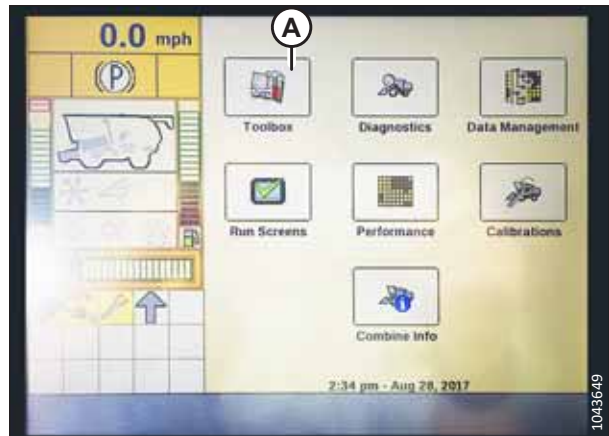 A
0.0 mph
(P)
Toolbox
Diagnostics
Data Management
Run Screens
Performance
Calibrations
Combine Info
2:34 pm - Aug 28, 2017
1043649